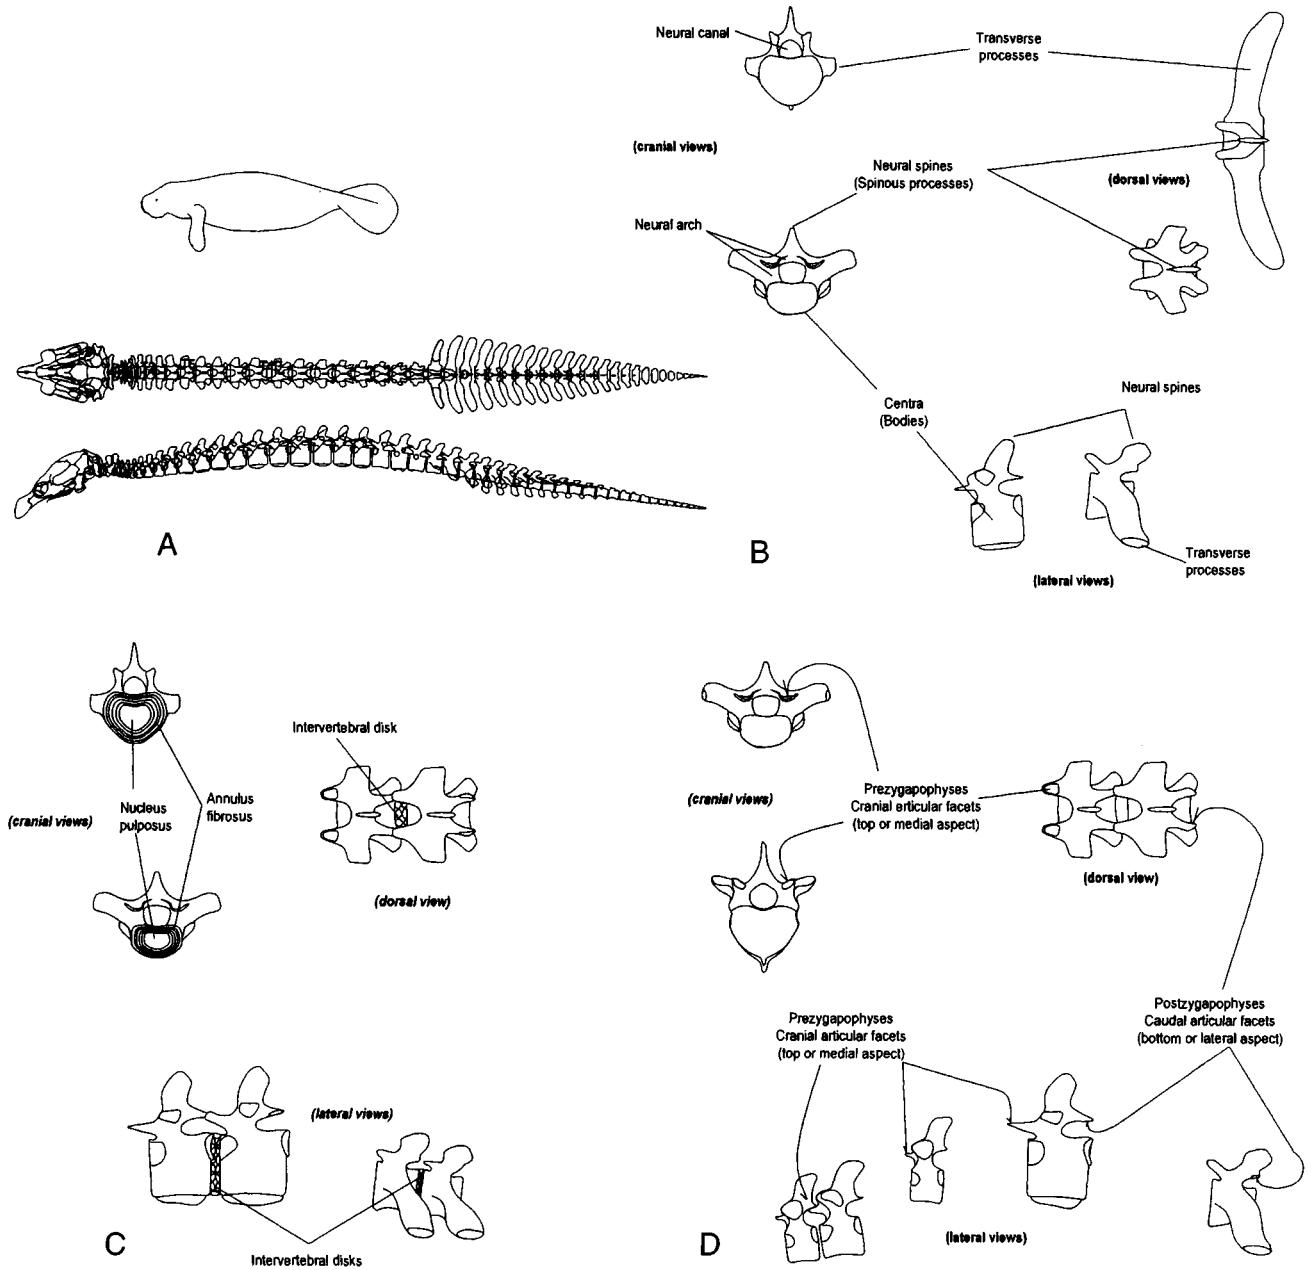 Neural canal
Transverse
processes
(cranial views)
Neural spines
(Spinous processes)
(dorsal views)
Neural arch
Centra
(Bodies)
Neural spines
Transverse
processes
(lateral views)
A
B
Intervertebral disk
(cranial views)
Nucleus
pulposus
Annulus
fibrosus
(dorsal view)
(lateral views)
Intervertebral disks
C
(cranial views)
Prezygapophyses
Cranial articular facets
(top or medial aspect)
(dorsal view)
Prezygapophyses
Cranial articular facets
(top or medial aspect)
Postzygapophyses
Caudal articular facets
(bottom or lateral aspect)
(lateral views)
D